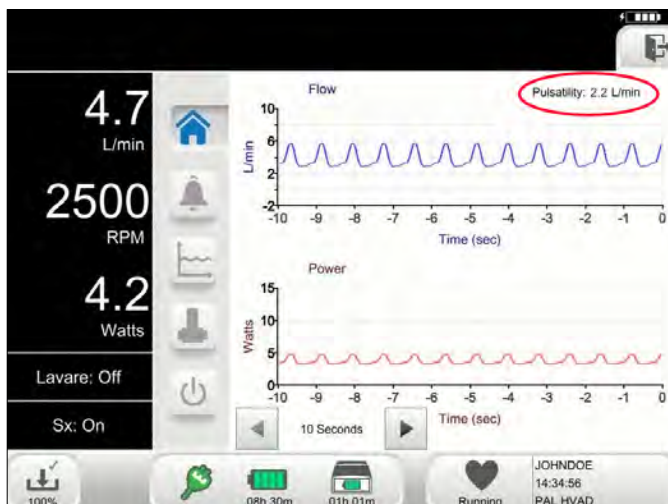 4.7
L/min
2500
RPM
4.2
Watts
Lavare: Off
Sx: On
Flow
Pulsatility: 2.2 L/min
L/min
10
6
2
-2
-10 -9 -8 -7 -6 -5 -4 -3 -2 -1 0
Time (sec)
Power
Watts
15
10
5
0
-10 -9 -8 -7 -6 -5 -4 -3 -2 -1 0
Time (sec)
10 Seconds
100%
08h 30m
01h 01m
Running
JOHNDOE
14:34:56
PAL HVAD